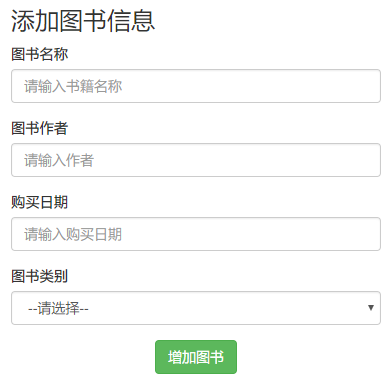 添加图书信息
图书名称
请输入书籍名称
图书作者
请输入作者
购买日期
请输入购买日期
图书类别
--请选择--
增加图书